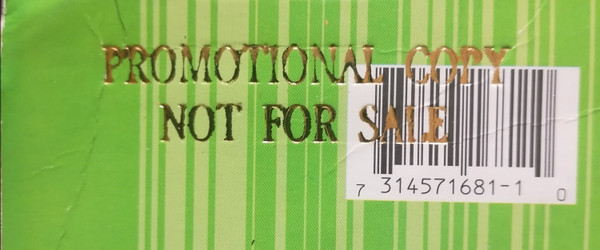 PROMOTIONAL COPY
NOT FOR SALE
7 314571681-1 0